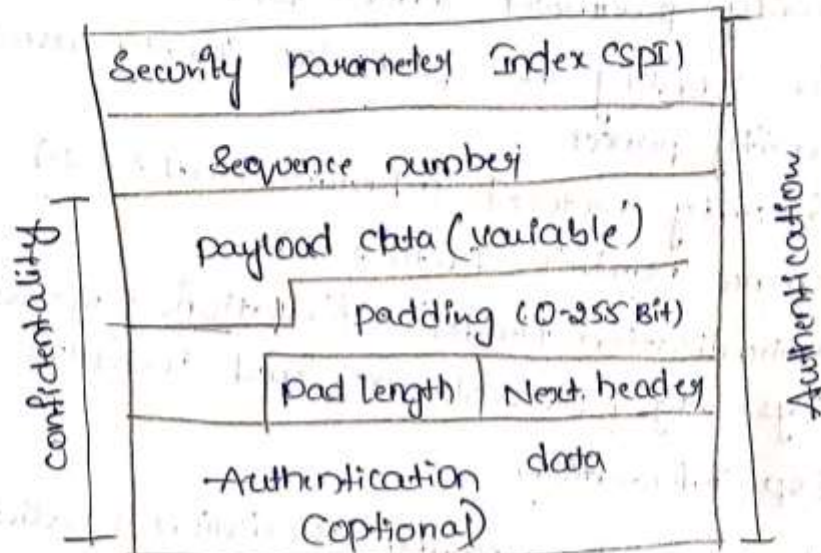 Security parameter Index (SPI)
Sequence number
payload data (variable)
padding (0-255 Bit)
Pad length
Next header
Authentication data
(optional)
confidentality
Authentication